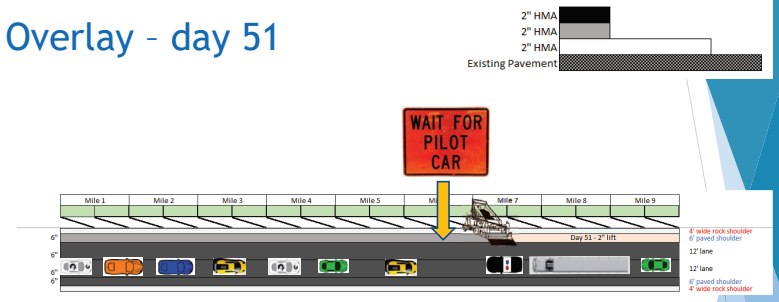 Overlay – day 51
2" HMA
2" HMA
2" HMA
Existing Pavement
WAIT FOR
PILOT
CAR
Mile 1 Mile 2 Mile 3 Mile 4 Mile 5 Mi Mile 7 Mile 8 Mile 9
4' wide rock shoulder
6" Day 51 - 2" lift 6' paved shoulder
6" 12' lane
12' lane
6"
6" 6' paved shoulder
4' wide rock shoulder